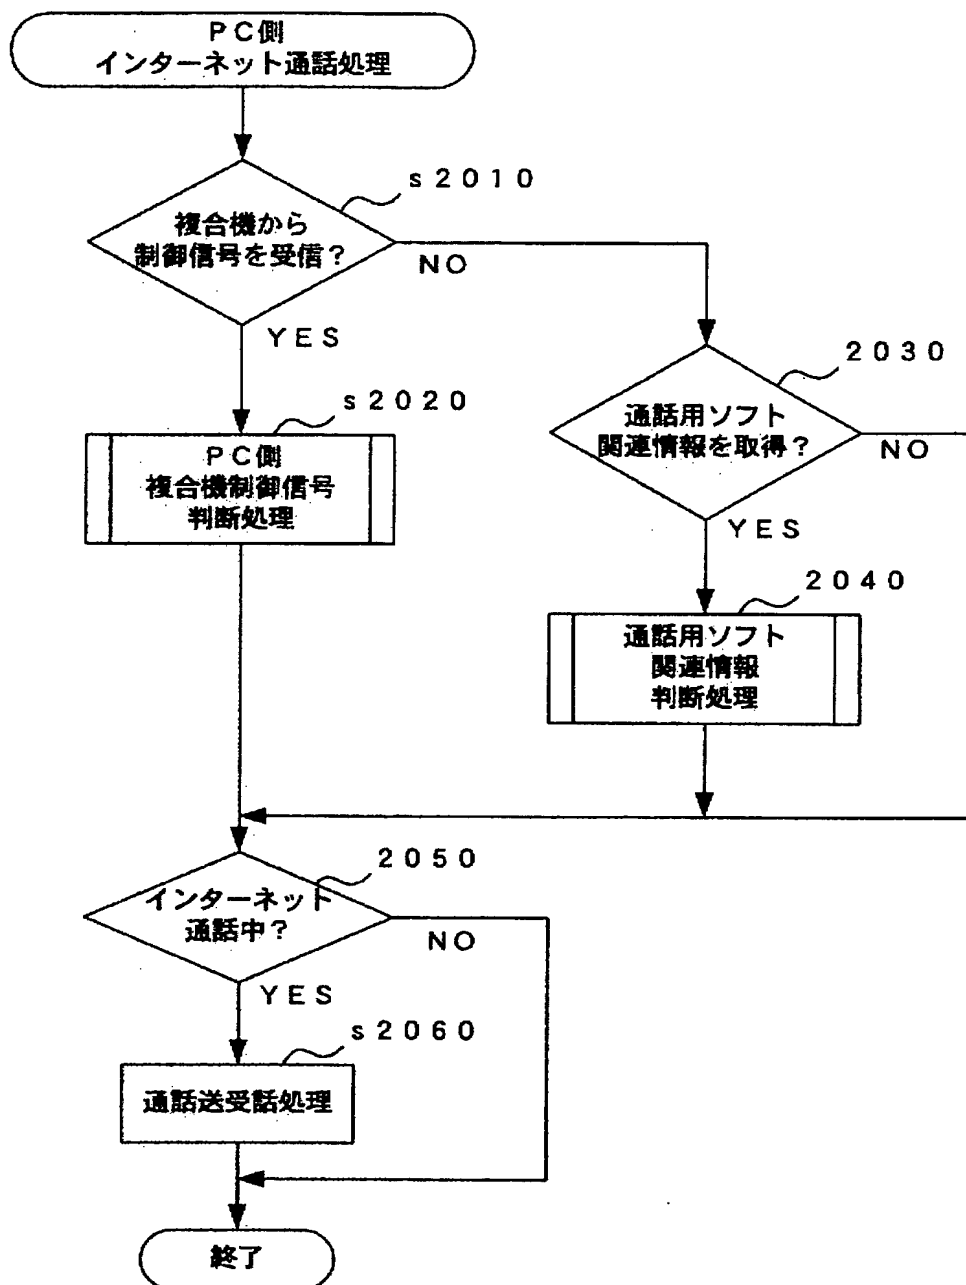 PC側
インターネット通話処理
s2010
複合機から
制御信号を受信?
NO
YES
2030
通話用ソフト
関連情報を取得?
NO
YES
s2020
PC側
複合機制御信号
判断処理
2040
通話用ソフト
関連情報
判断処理
2050
インターネット
通話中?
NO
YES
s2060
通話送受話処理
終了